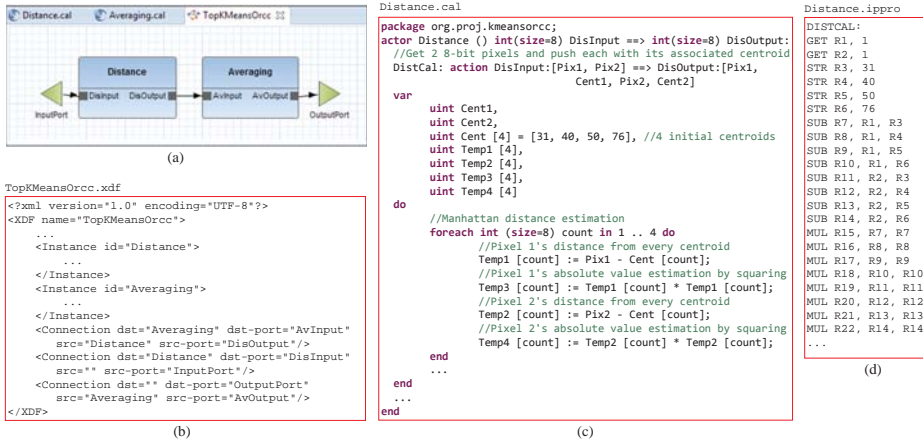 Distance.cal
Averaging.cal
TopKMeansOrcc
Distance
Averaging
DisInput
DisOutput
AvInput
AvOutput
InputPort
OutputPort
(a)
TopKMeansOrcc.xdf
<?xml version="1.0" encoding="UTF-8"?>
<XDF name="TopKMeansOrcc">
...
<Instance id="Distance">
...
</Instance>
<Instance id="Averaging">
...
</Instance>
<Connection dst="Averaging" dst-port="AvInput"
src="Distance" src-port="DisOutput"/>
<Connection dst="Distance" dst-port="DisInput"
src="" src-port="InputPort"/>
<Connection dst="" dst-port="OutputPort"
src="Averaging" src-port="AvOutput"/>
</XDF>
(b)
Distance.cal
package org.proj.kmeansorcc;
actor Distance () int(size=8) DisInput ==> int(size=8) DisOutput:
//Get 2 8-bit pixels and push each with its associated centroid
DistCal: action DisInput:[Pix1, Pix2] ==> DisOutput:[Pix1,
Cent1, Pix2, Cent2]
var
uint Cent1,
uint Cent2,
uint Cent [4] = [31, 40, 50, 76], //4 initial centroids
uint Temp1 [4],
uint Temp2 [4],
uint Temp3 [4],
uint Temp4 [4]
do
//Manhattan distance estimation
foreach int (size=8) count in 1 .. 4 do
//Pixel 1's distance from every centroid
Temp1 [count] := Pix1 - Cent [count];
//Pixel 1's absolute value estimation by squaring
Temp3 [count] := Temp1 [count] * Temp1 [count];
//Pixel 2's distance from every centroid
Temp2 [count] := Pix2 - Cent [count];
//Pixel 2's absolute value estimation by squaring
Temp4 [count] := Temp2 [count] * Temp2 [count];
end
...
end
...
end
(c)
Distance.ippro
DISTCAL:
GET R1, 1
GET R2, 1
STR R3, 31
STR R4, 40
STR R5, 50
STR R6, 76
SUB R7, R1, R3
SUB R8, R1, R4
SUB R9, R1, R5
SUB R10, R1, R6
SUB R11, R2, R3
SUB R12, R2, R4
SUB R13, R2, R5
SUB R14, R2, R6
MUL R15, R7, R7
MUL R16, R8, R8
MUL R17, R9, R9
MUL R18, R10, R10
MUL R19, R11, R11
MUL R20, R12, R12
MUL R21, R13, R13
MUL R22, R14, R14
...
(d)